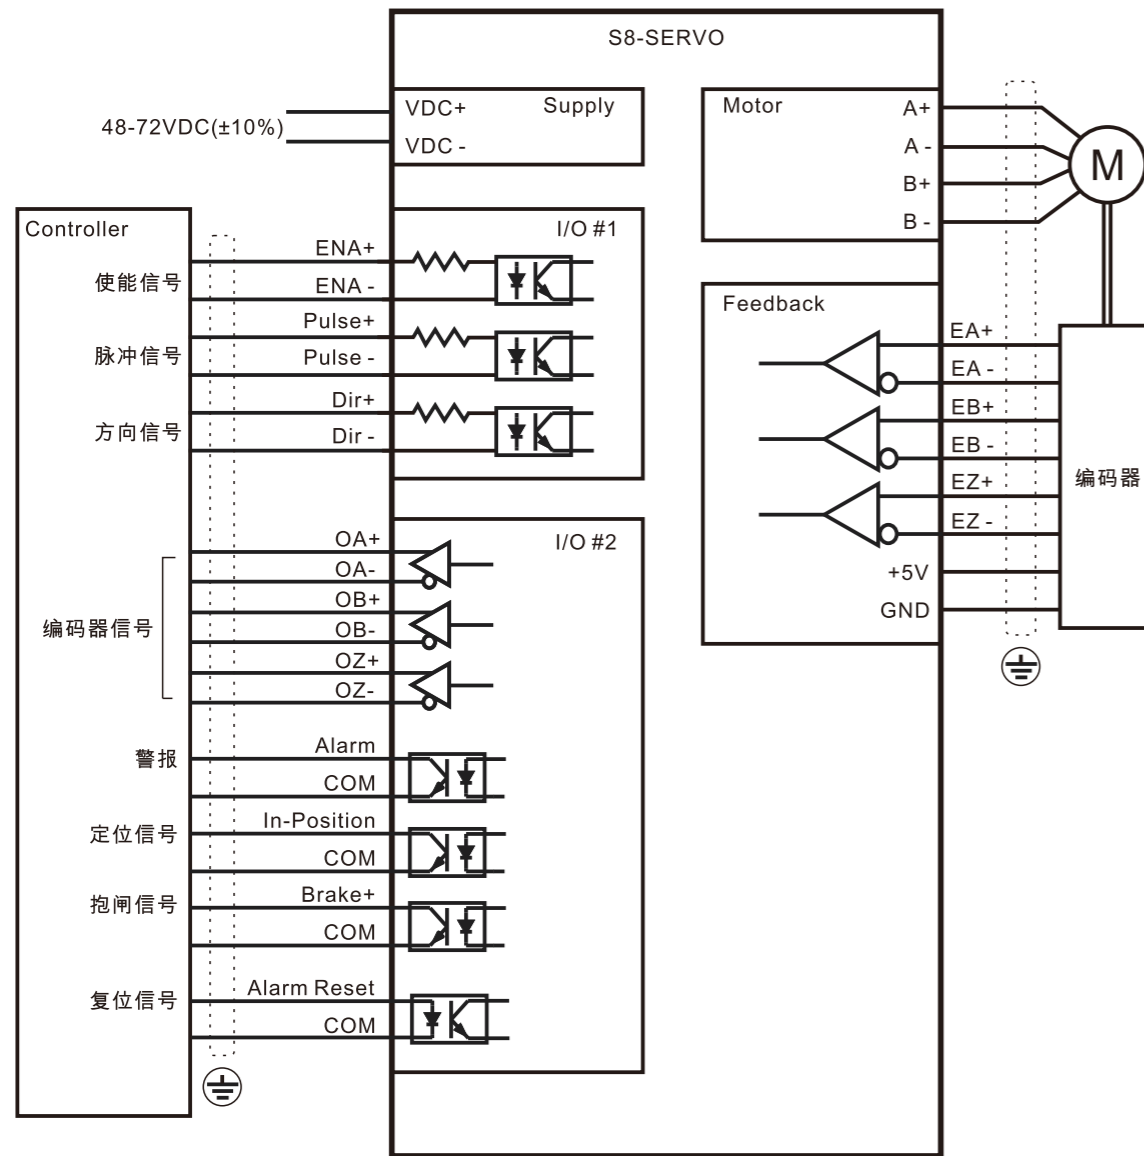 S8-SERVO
VDC+ Supply
48-72VDC(±10%)
VDC -
Motor A+
A -
B+
B -
M
Controller
I/O #1
ENA+
使能信号
ENA -
Pulse+
脉冲信号
Pulse -
Dir+
方向信号
Dir -
Feedback
EA+
EA -
EB+
EB -
EZ+
编码器
EZ -
+5V
GND
I/O #2
OA+
OA-
OB+
编码器信号
OB-
OZ+
OZ-
Alarm
警报
COM
In-Position
定位信号
COM
Brake+
抱闸信号
COM
Alarm Reset
复位信号
COM